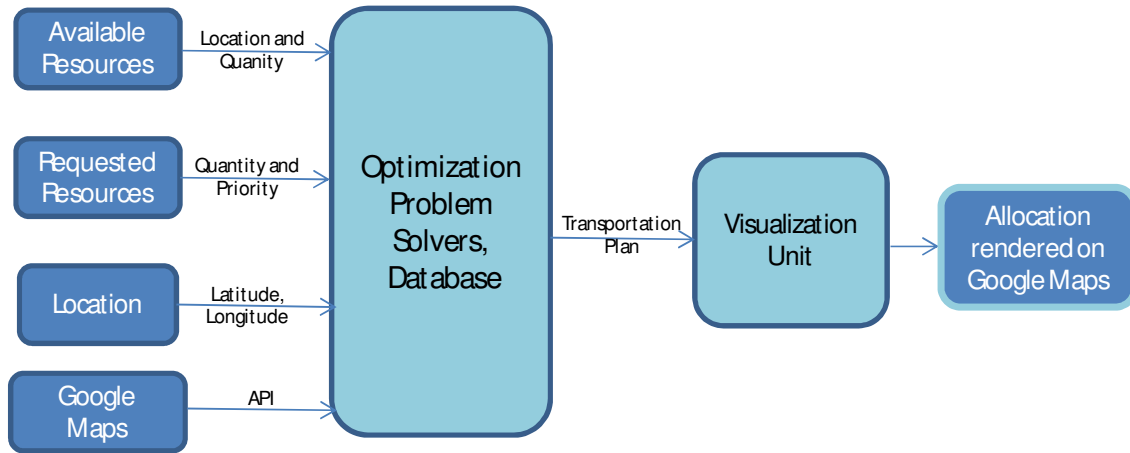 Available
Resources
Location and
Quanity
Requested
Resources
Quantity and
Priority
Location
Latitude,
Longitude
Google
Maps
API
Optimization
Problem
Solvers,
Database
Transportation
Plan
Visualization
Unit
Allocation
rendered on
Google Maps